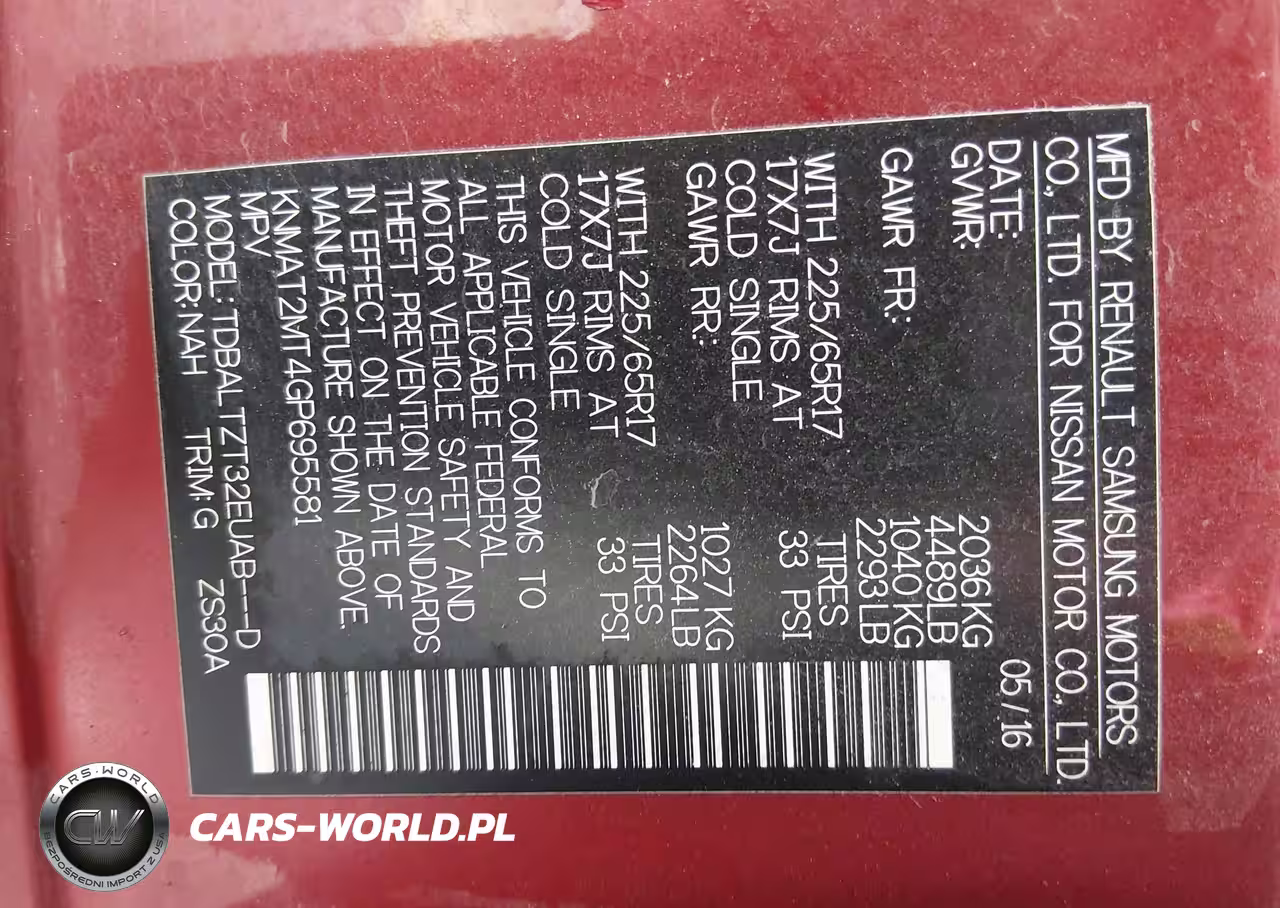 MFD BY RENAULT SAMSUNG MOTORS
CO., LTD. FOR NISSAN MOTOR CO., LTD.
DATE: 05/16
GVWR: 2036KG
4489LB
GAWR FR: 1040KG
2293LB
WITH 225/65R17 TIRES
17X7J RIMS AT 33 PSI
COLD SINGLE
GAWR RR: 1027KG
2264LB
WITH 225/65R17 TIRES
17X7J RIMS AT 33 PSI
COLD SINGLE
THIS VEHICLE CONFORMS TO
ALL APPLICABLE FEDERAL
MOTOR VEHICLE SAFETY AND
THEFT PREVENTION STANDARDS
IN EFFECT ON THE DATE OF
MANUFACTURE SHOWN ABOVE.
KNMAT2MT4GP695581
MPV
MODEL: TDBALTZT32EUAB---D
COLOR:NAH TRIM:G ZS30A
CARS-WORLD
CW
BEZPOŚREDNI IMPORT Z USA
CARS-WORLD.PL